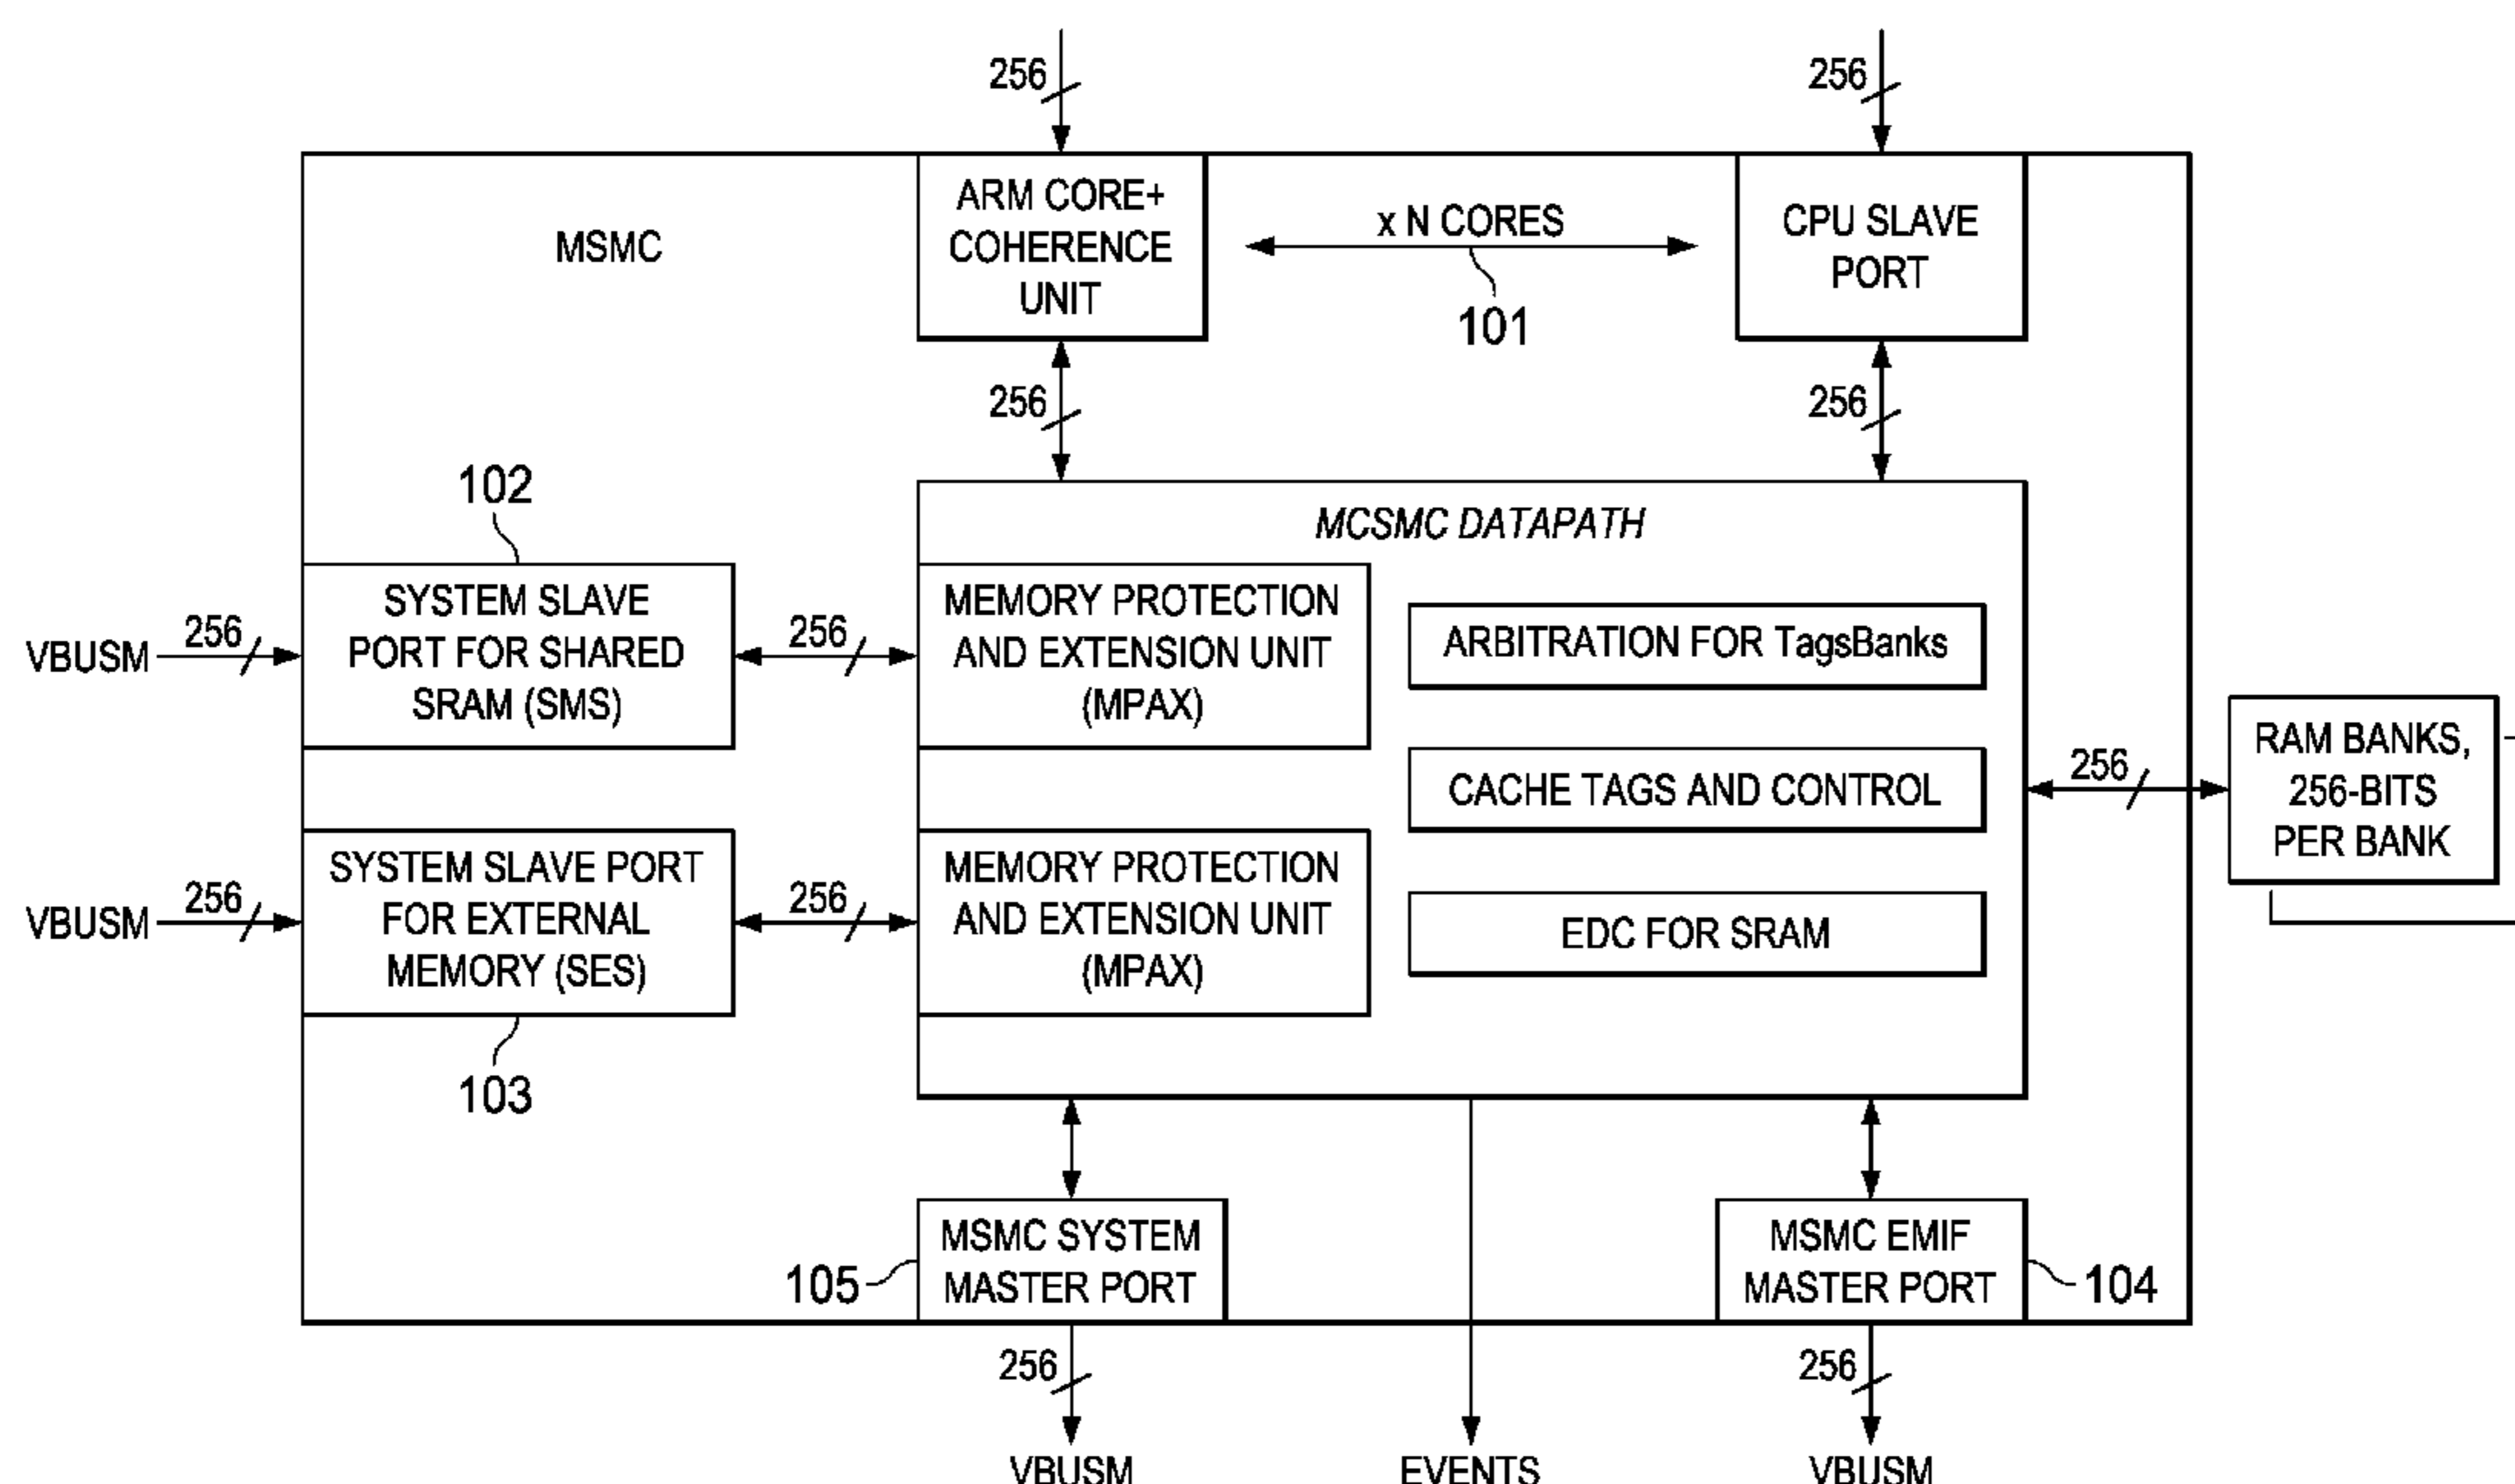 256
256
MSMC
ARM CORE+
COHERENCE
UNIT
x N CORES
101
CPU SLAVE
PORT
256
256
102
MCSMC DATAPATH
VBUSM
256
SYSTEM SLAVE
PORT FOR SHARED
SRAM (SMS)
256
MEMORY PROTECTION
AND EXTENSION UNIT
(MPAX)
ARBITRATION FOR TagsBanks
CACHE TAGS AND CONTROL
256
RAM BANKS,
256-BITS
PER BANK
VBUSM
256
SYSTEM SLAVE PORT
FOR EXTERNAL
MEMORY (SES)
256
MEMORY PROTECTION
AND EXTENSION UNIT
(MPAX)
EDC FOR SRAM
103
105
MSMC SYSTEM
MASTER PORT
MSMC EMIF
MASTER PORT
104
256
256
VBUSM
EVENTS
VBUSM